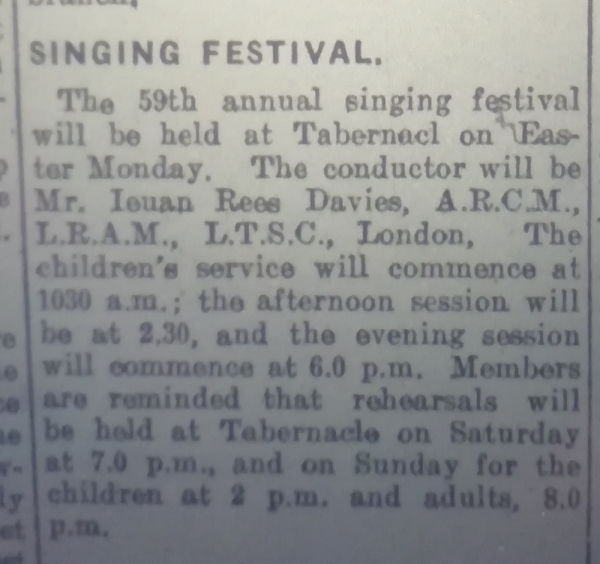 SINGING FESTIVAL.
The 59th annual singing festival
will be held at Tabernacl on Eas-
ter Monday. The conductor will be
Mr. Iouan Rees Davies, A.R.C.M.,
L.R.A.M., L.T.S.C., London, The
children's service will commence at
1030 a.m.; the afternoon session will
be at 2.30, and the evening session
will commence at 6.0 p.m. Members
are reminded that rehearsals will
be held at Tabernacle on Saturday
at 7.0 p.m., and on Sunday for the
children at 2 p.m. and adults, 8.0
p.m.